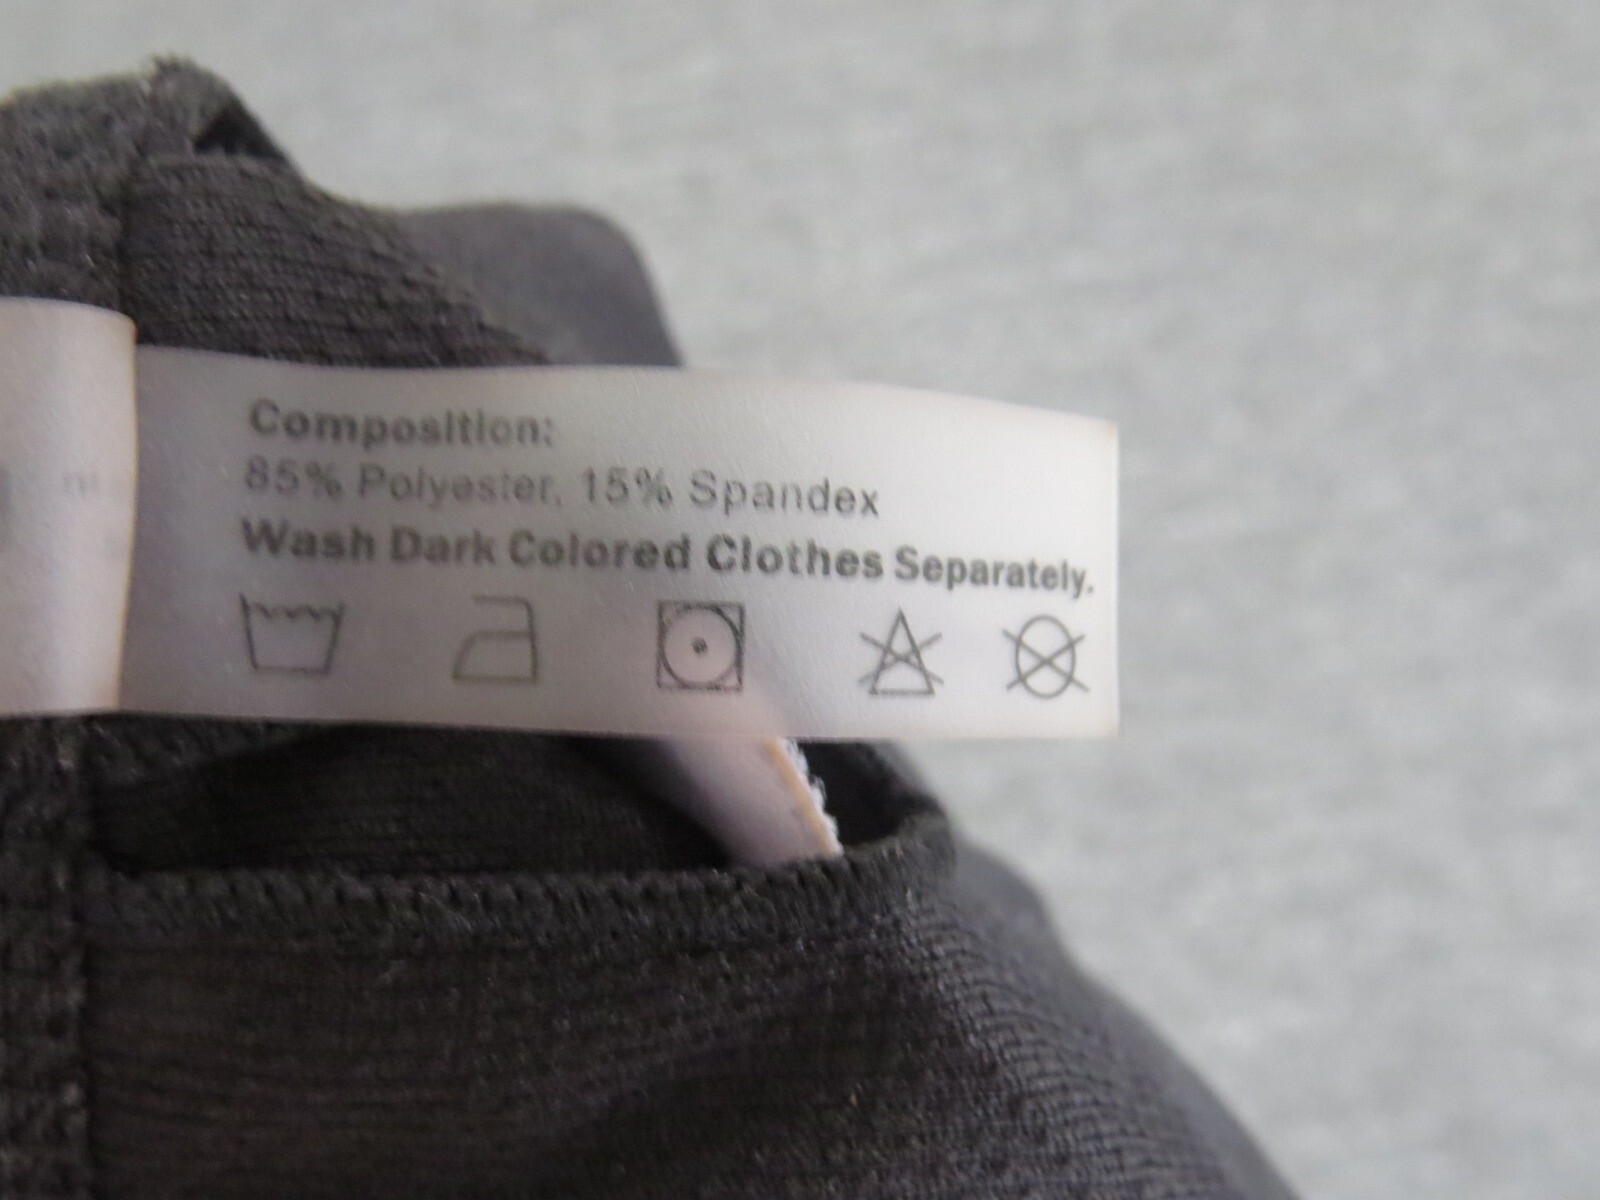 Composition:
85% Polyester, 15% Spandex
Wash Dark Colored Clothes Separately.